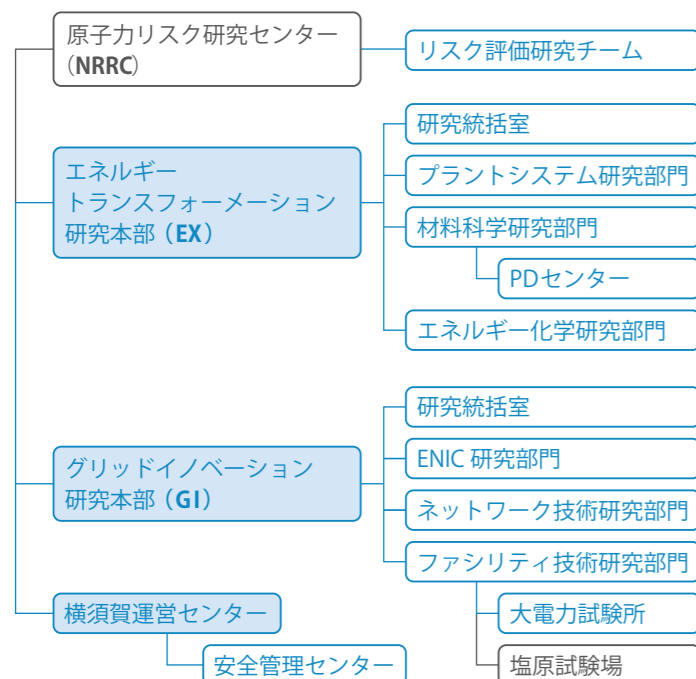 原子力リスク研究センター
(NRRC)
リスク評価研究チーム
エネルギー
トランスフォーメーション
研究本部（EX）
研究統括室
プラントシステム研究部門
材料科学研究部門
PDセンター
エネルギー化学研究部門
グリッドイノベーション
研究本部（GI）
研究統括室
ENIC 研究部門
ネットワーク技術研究部門
ファシリティ技術研究部門
大電力試験所
塩原試験場
横須賀運営センター
安全管理センター